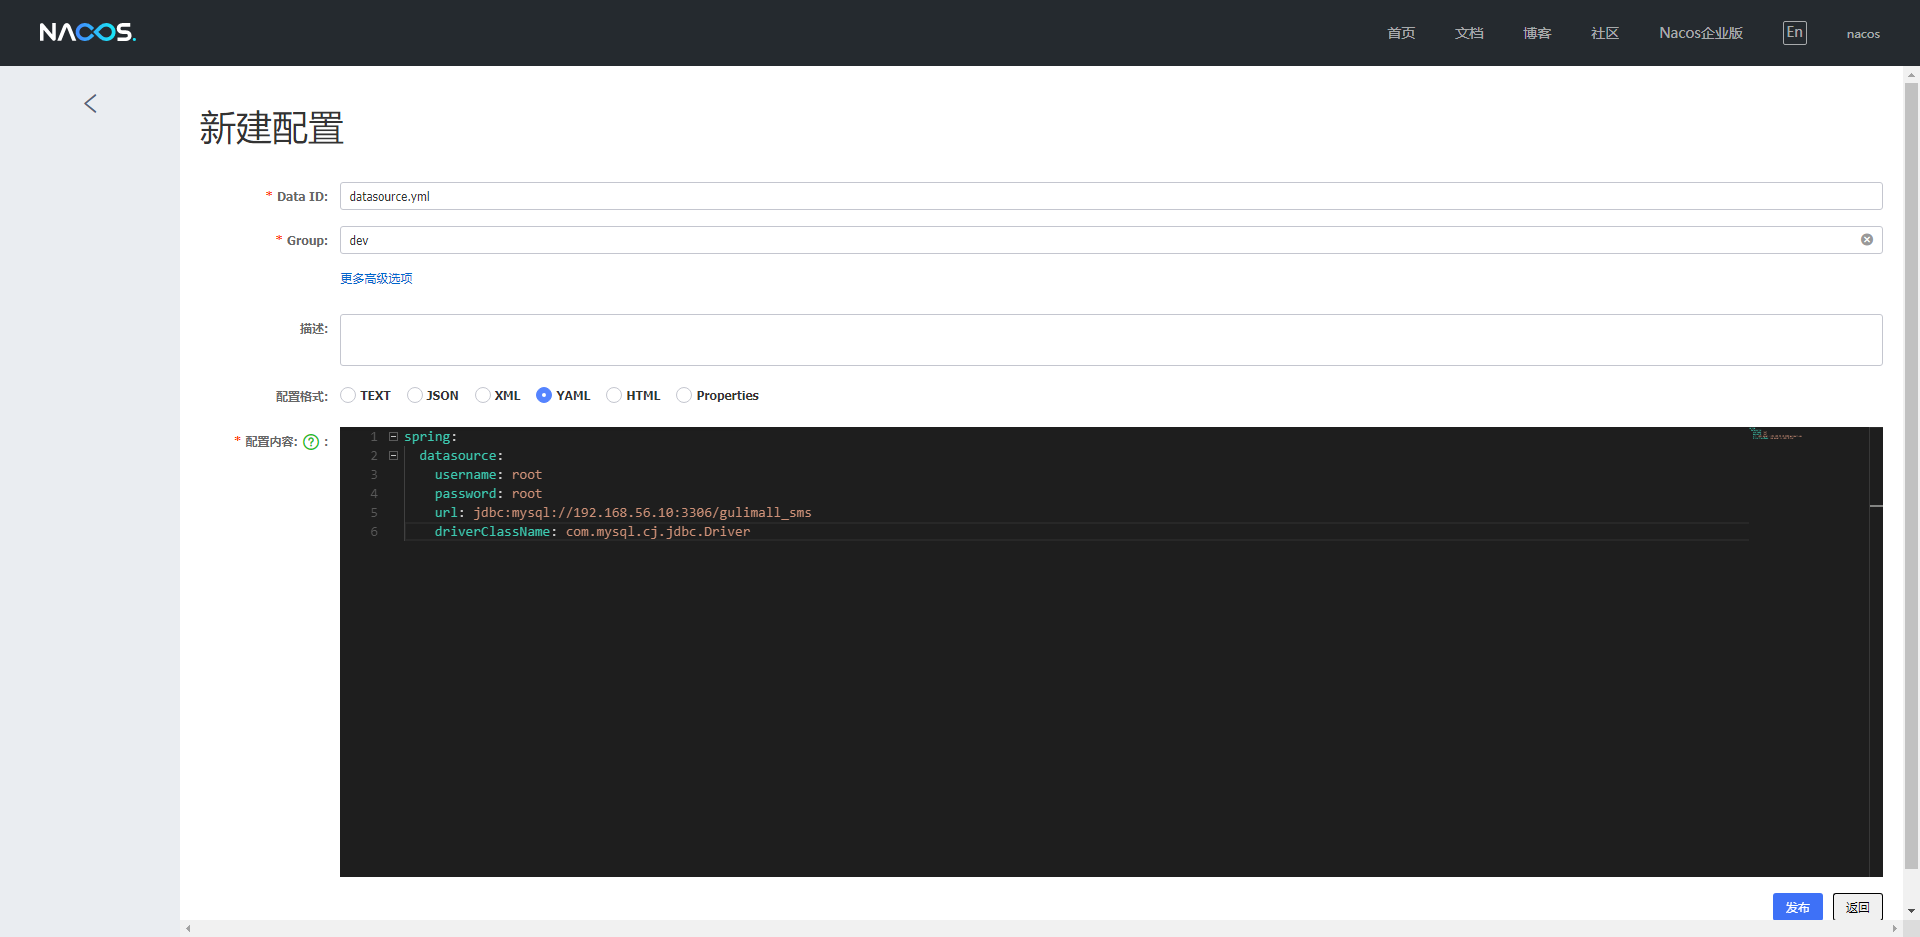 NACOS.
首页 文档 博客 社区 Nacos企业版 En nacos
新建配置
* Data ID: datasource.yml
* Group: dev
更多高级选项
描述:
配置格式: TEXT JSON XML YAML HTML Properties
* 配置内容: ? :
1 spring:
2 datasource:
3 username: root
4 password: root
5 url: jdbc:mysql://192.168.56.10:3306/gulimall_sms
6 driverClassName: com.mysql.cj.jdbc.Driver
发布 返回